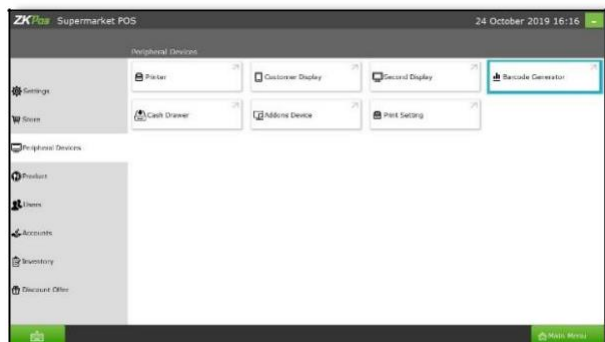 ZKPos Supermarket POS 24 October 2019 16:16
Peripheral Devices
Printer Customer Display Second Display Barcode Generator
Settings
Cash Drawer Addons Device Print Setting
Store
Peripheral Devices
Product
Users
Accounts
Inventory
Discount Offer
Main Menu